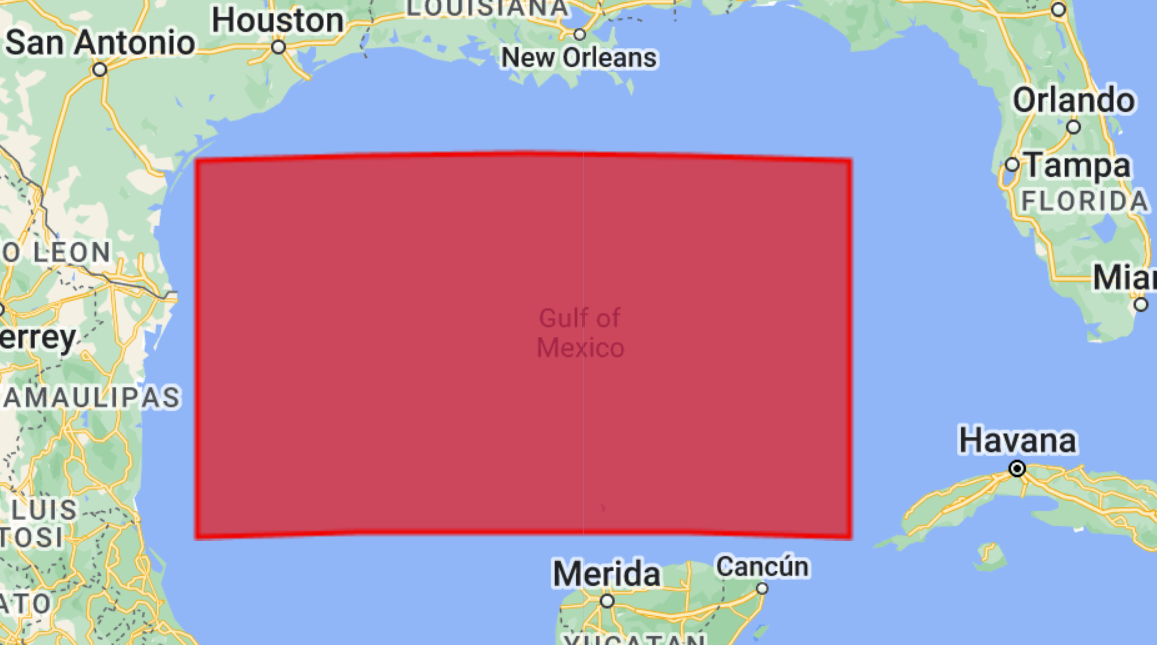 LOUISIANA
Houston
San Antonio
New Orleans
Orlando
Tampa
FLORIDA
O LEON
Miar
Gulf of
Mexico
errey
AMAULIPAS
Havana
LUIS
TOSI
Cancún
Merida
ATO
YUCATAN